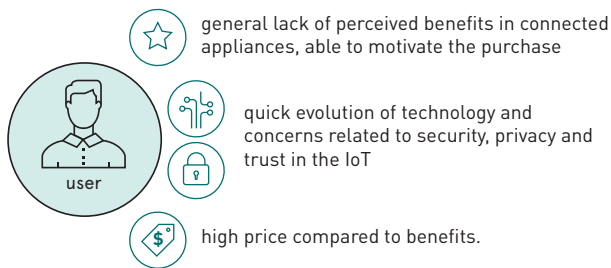 general lack of perceived benefits in connected
appliances, able to motivate the purchase
quick evolution of technology and
concerns related to security, privacy and
trust in the IoT
user
$
high price compared to benefits.